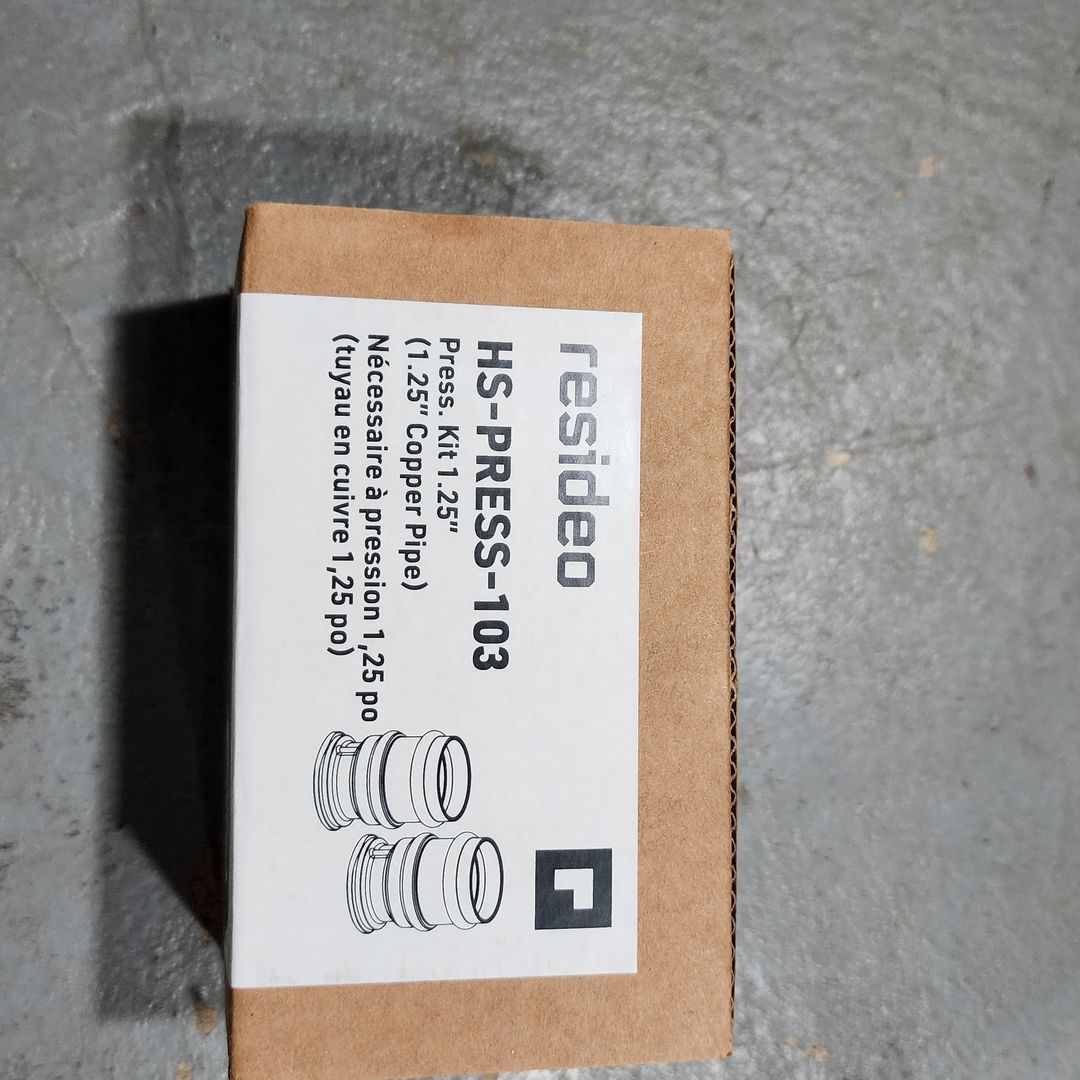 resideo
HS-PRESS-103
Press. Kit 1.25"
(1.25" Copper Pipe)
Nécessaire à pression 1,25 po
(tuyau en cuivre 1,25 po)